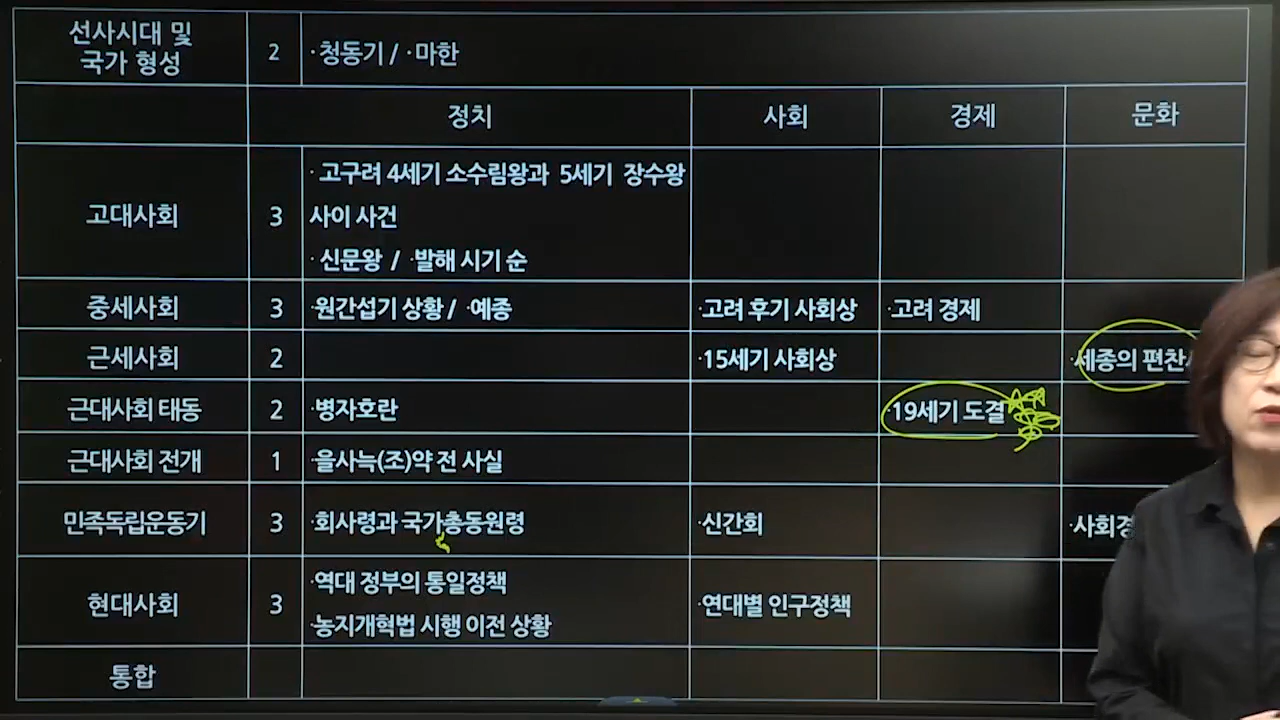 선사시대 및
국가 형성
2
·청동기 / ·마한
정치
사회
경제
문화
고대사회
3
· 고구려 4세기 소수림왕과 5세기 장수왕
사이 사건
· 신문왕 / ·발해 시기 순
중세사회
3
·원간섭기 상황 / ·예종
·고려 후기 사회상
·고려 경제
근세사회
2
·15세기 사회상
·세종의 편찬
근대사회 태동
2
·병자호란
·19세기 도결
근대사회 전개
1
·을사늑(조)약 전 사실
민족독립운동기
3
·회사령과 국가총동원령
·신간회
·사회경
현대사회
3
·역대 정부의 통일정책
·농지개혁법 시행 이전 상황
·연대별 인구정책
통합